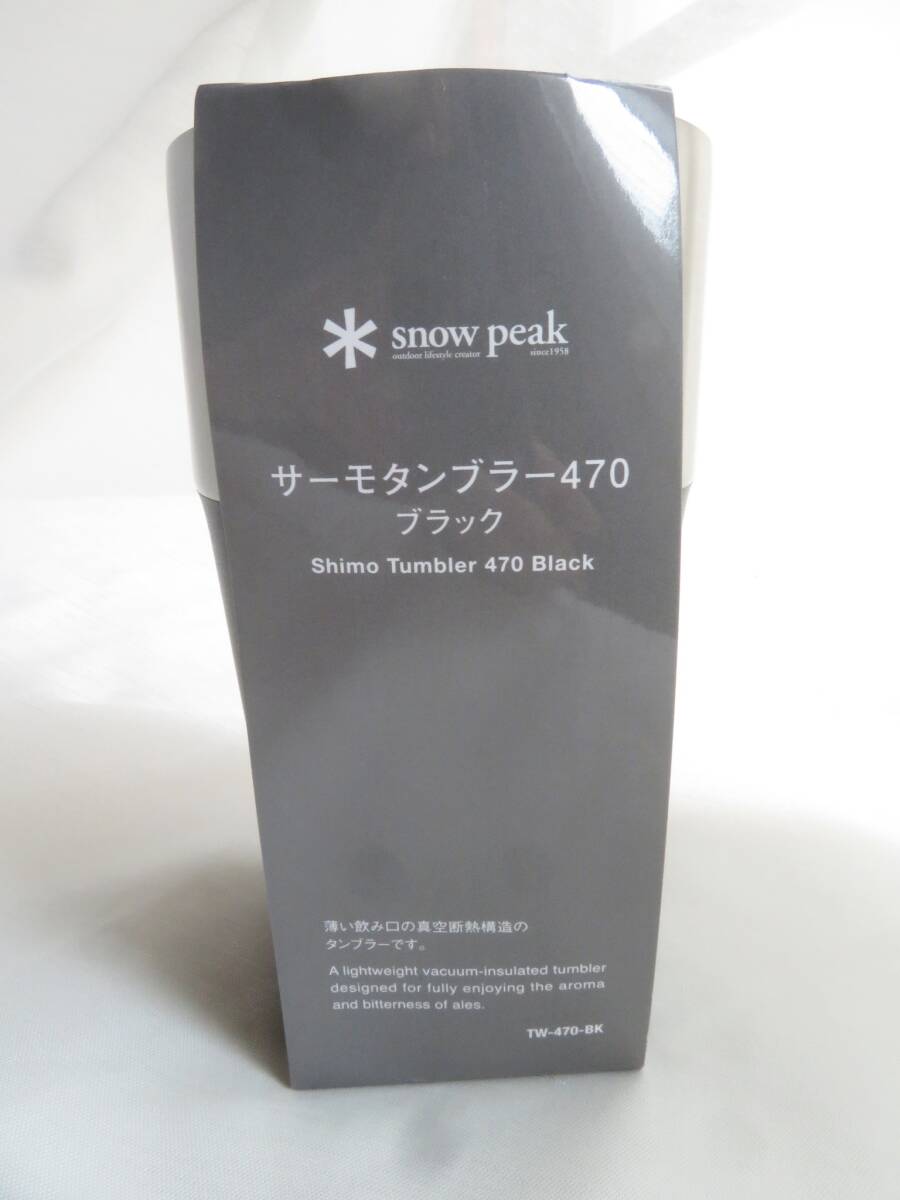 snow peak
outdoor lifestyle creator since1958
サーモタンブラー470
ブラック
Shimo Tumbler 470 Black
薄い飲み口の真空断熱構造の
タンブラーです。
A lightweight vacuum-insulated tumbler
designed for fully enjoying the aroma
and bitterness of ales.
TW-470-BK